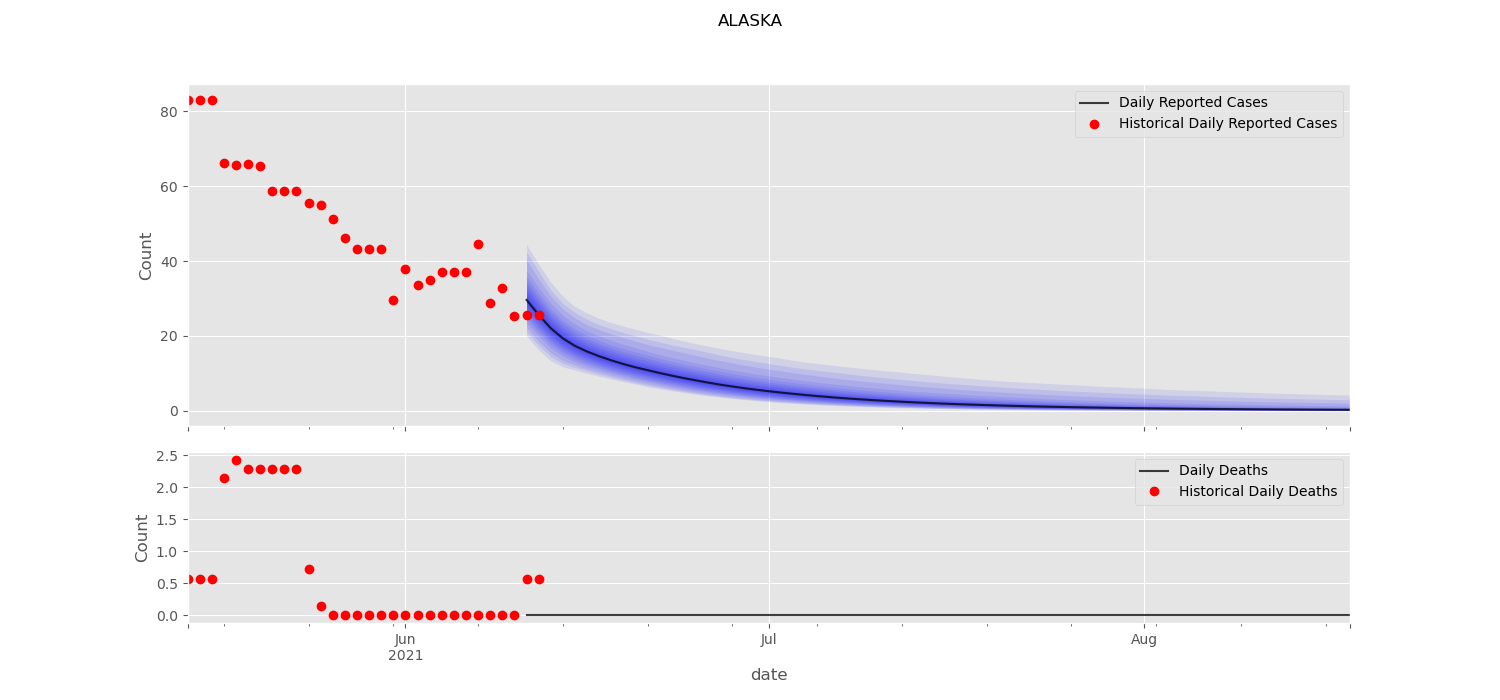 ALASKA
Daily Reported Cases
Historical Daily Reported Cases
80
60
40
20
0
Count
Daily Deaths
Historical Daily Deaths
2.5
2.0
1.5
1.0
0.5
0.0
Count
Jun
2021
Jul
Aug
date